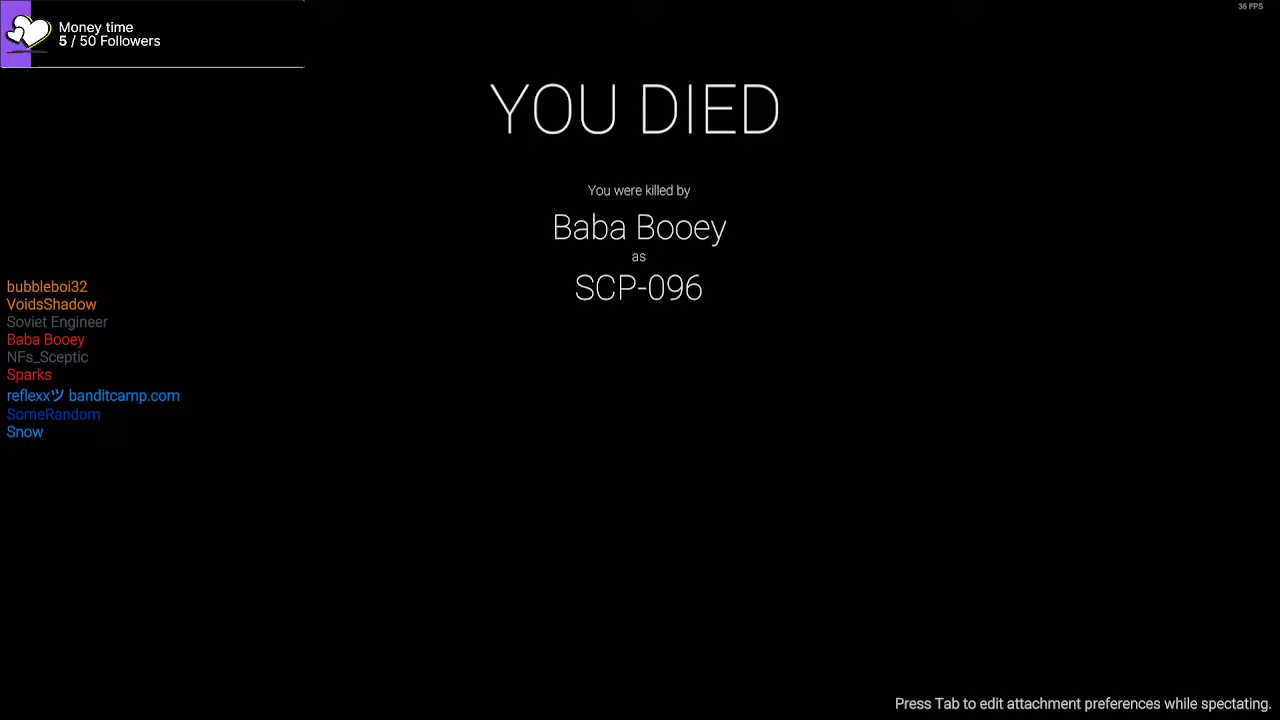 Money time
5 / 50 Followers
36 FPS
YOU DIED
You were killed by
Baba Booey
as
SCP-096
bubbleboi32
VoidsShadow
Soviet Engineer
Baba Booey
NFs_Sceptic
Sparks
reflexxツ banditcamp.com
SomeRandom
Snow
Press Tab to edit attachment preferences while spectating.